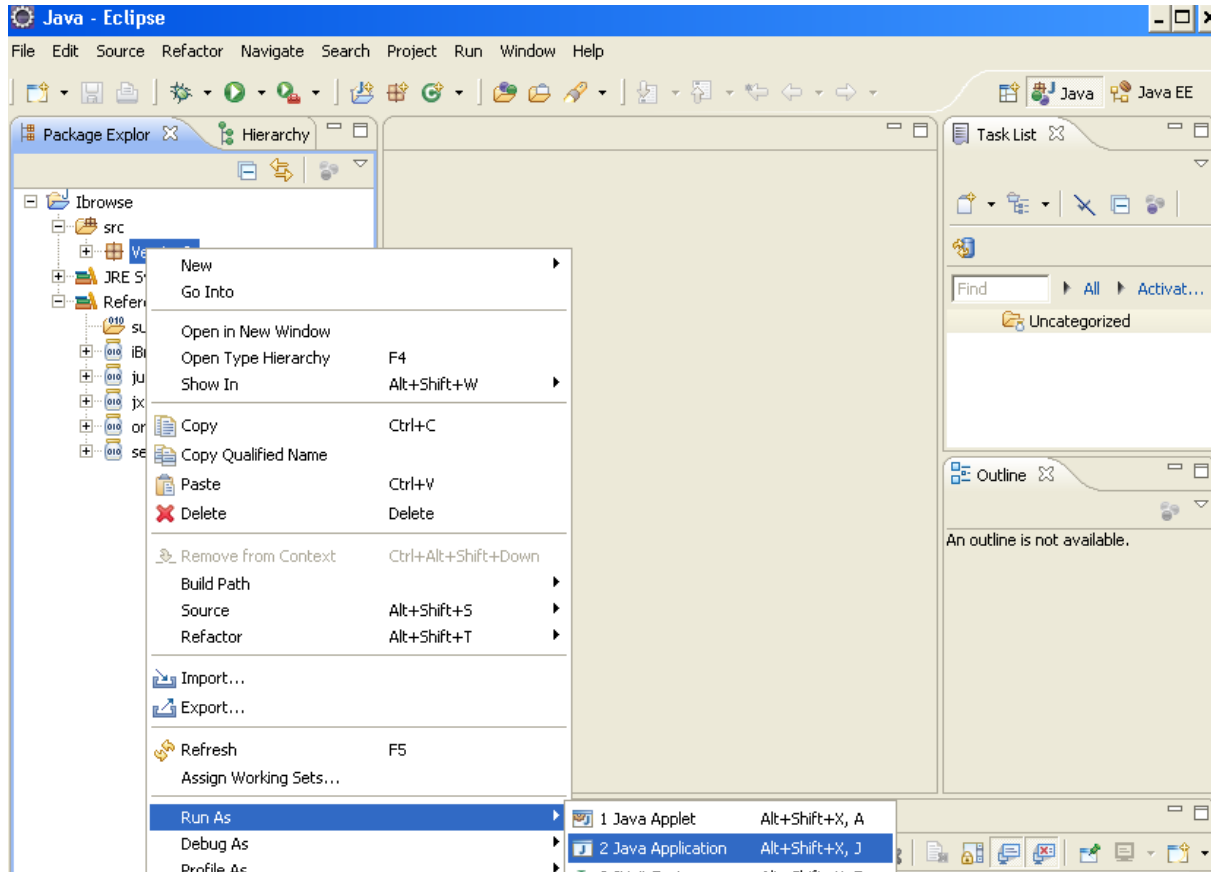 Java - Eclipse
File Edit Source Refactor Navigate Search Project Run Window Help
Java Java EE
Package Explor Hierarchy
Task List
Ibrowse
src
JRE
New
Go Into
Open in New Window
Open Type Hierarchy F4
Show In Alt+Shift+W
Copy Ctrl+C
Copy Qualified Name
Paste Ctrl+V
Delete Delete
Remove from Context Ctrl+Alt+Shift+Down
Build Path
Source Alt+Shift+S
Refactor Alt+Shift+T
Import...
Export...
Refresh F5
Assign Working Sets...
Run As
Debug As
Profile As
1 Java Applet Alt+Shift+X, A
2 Java Application Alt+Shift+X, J
Find All Activat...
Uncategorized
Outline
An outline is not available.